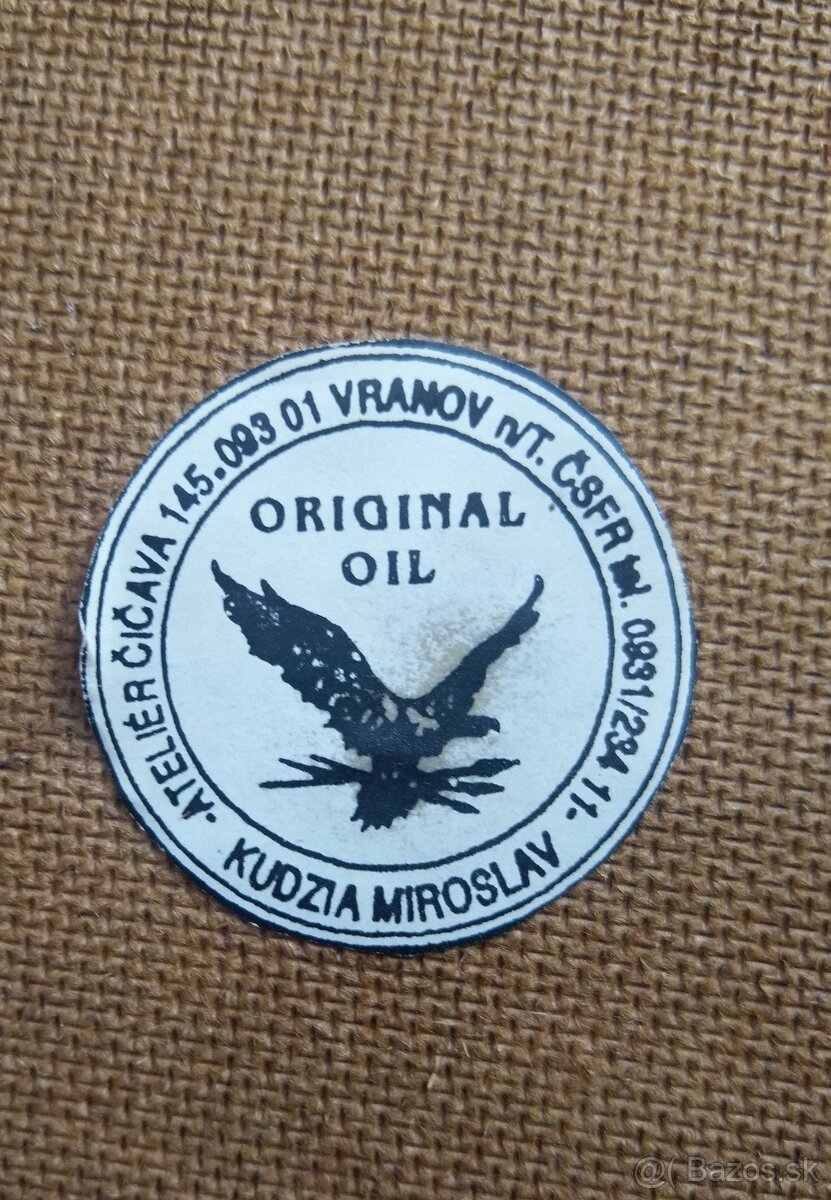 -ATELIÉR ČIČAVA 145.093 01 VRANOV n/T. ČSFR tel. 0931/234 11-
ORIGINAL
OIL
KUDZIA MIROSLAV
@( Bazos.sk